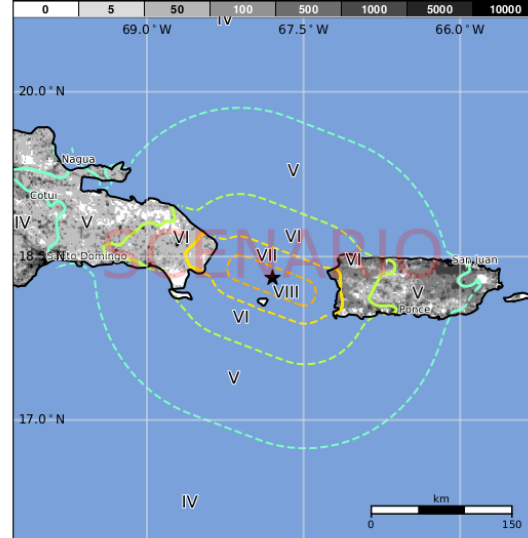 0 5 50 100 500 1000 5000 10000
IV
69.0°W 67.5°W 66.0°W
20.0°N
Nagua
V
Cotui
IV V VI VI
SCENARIO
18.5°N
Santo Domingo
VII VI San Juan
VIII V
VI Ponce
V
17.0°N
IV
km
0 150